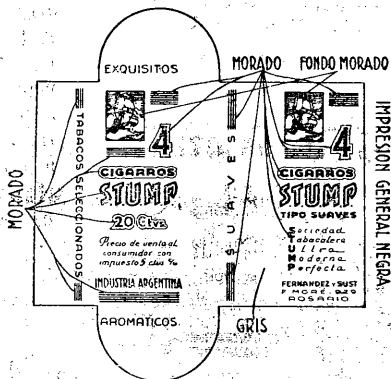 EXQUISITOS
MORADO
FONDO MORADO
TABACOS SELECCIONADOS
4
CIGARROS
STUMP
20 Ctvs.
Precio de venta al
consumidor con
impuesto 5 ctvs %
INDUSTRIA ARGENTINA
AROMATICOS.
SUAVES
4
CIGARROS
STUMP
TIPO SUAVES
Sociedad
Tabacalera
Ultra
Moderna
Perfecta
FERNANDEZ Y SUST
F. MORÉ. 929
ROSARIO
MORADO
GRIS
IMPRESION GENERAL NEGRA.